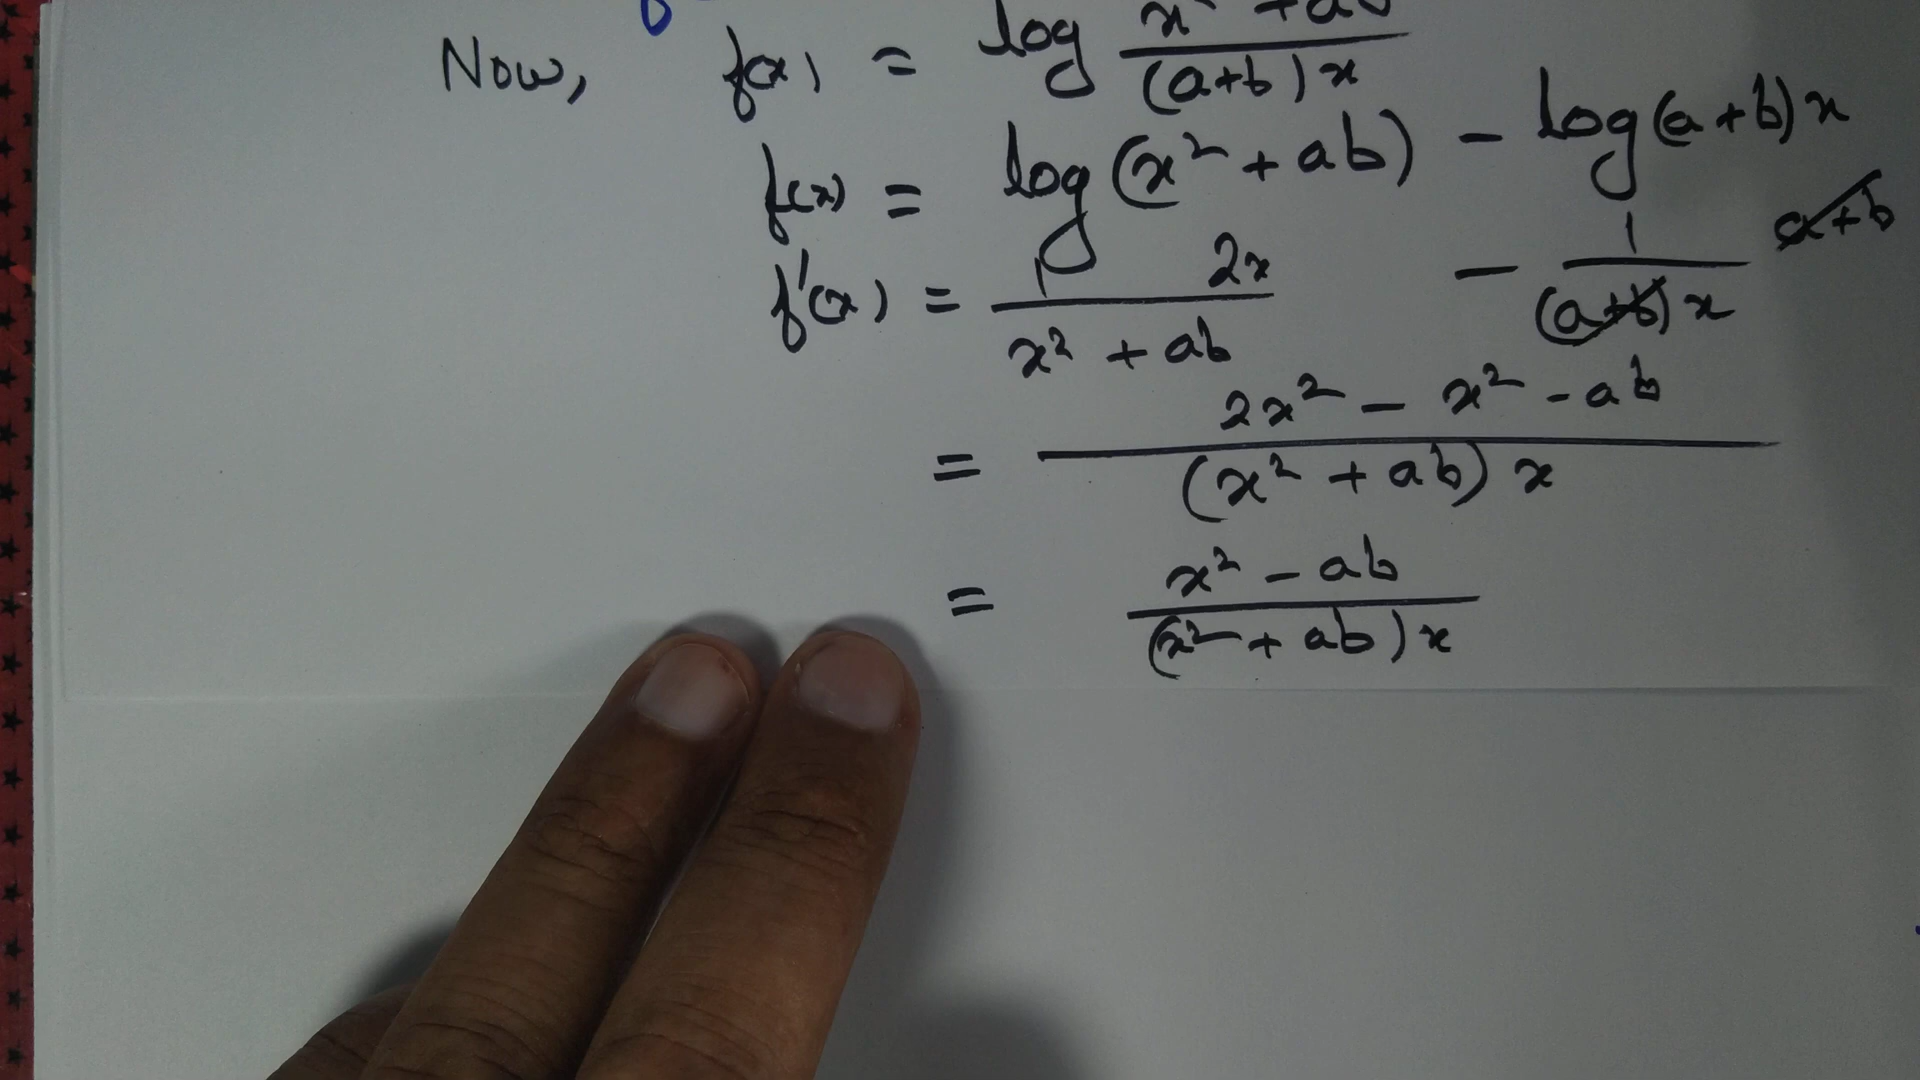 Now, f(x) = log x² + ab / (a+b)x
f(x) = log (x² + ab) - log (a+b)x
f'(x) = 1 2x / x² + ab - 1 / (a+b)x a+b
= 2x² - x² - ab / (x² + ab) x
= x² - ab / (x² + ab) x